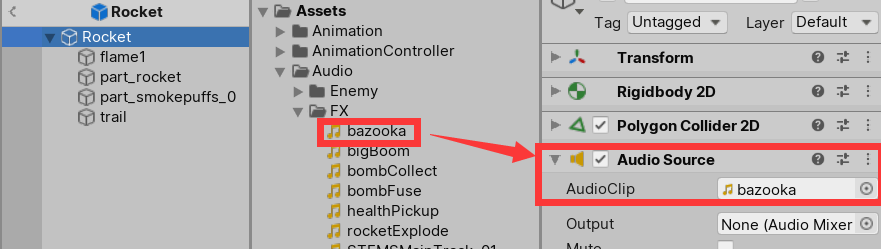 Rocket
Rocket
flame1
part_rocket
part_smokepuffs_0
trail
Assets
Animation
AnimationController
Audio
Enemy
FX
bazooka
bigBoom
bombCollect
bombFuse
healthPickup
rocketExplode
STEMSMainTrack_01
Tag Untagged Layer Default
Transform
Rigidbody 2D
Polygon Collider 2D
Audio Source
AudioClip bazooka
Output None (Audio Mixer
Mute